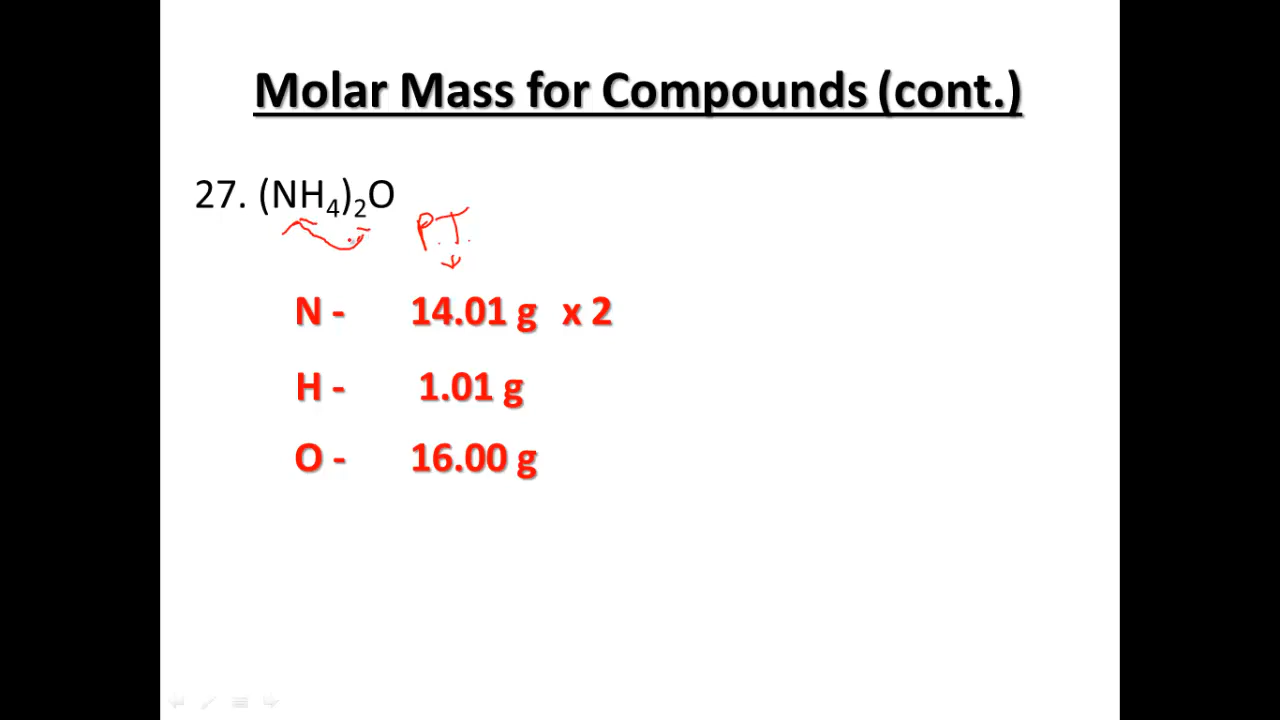 Molar Mass for Compounds (cont.)
27. (NH₄)₂O
P.T.
N - 14.01 g x 2
H - 1.01 g
O - 16.00 g